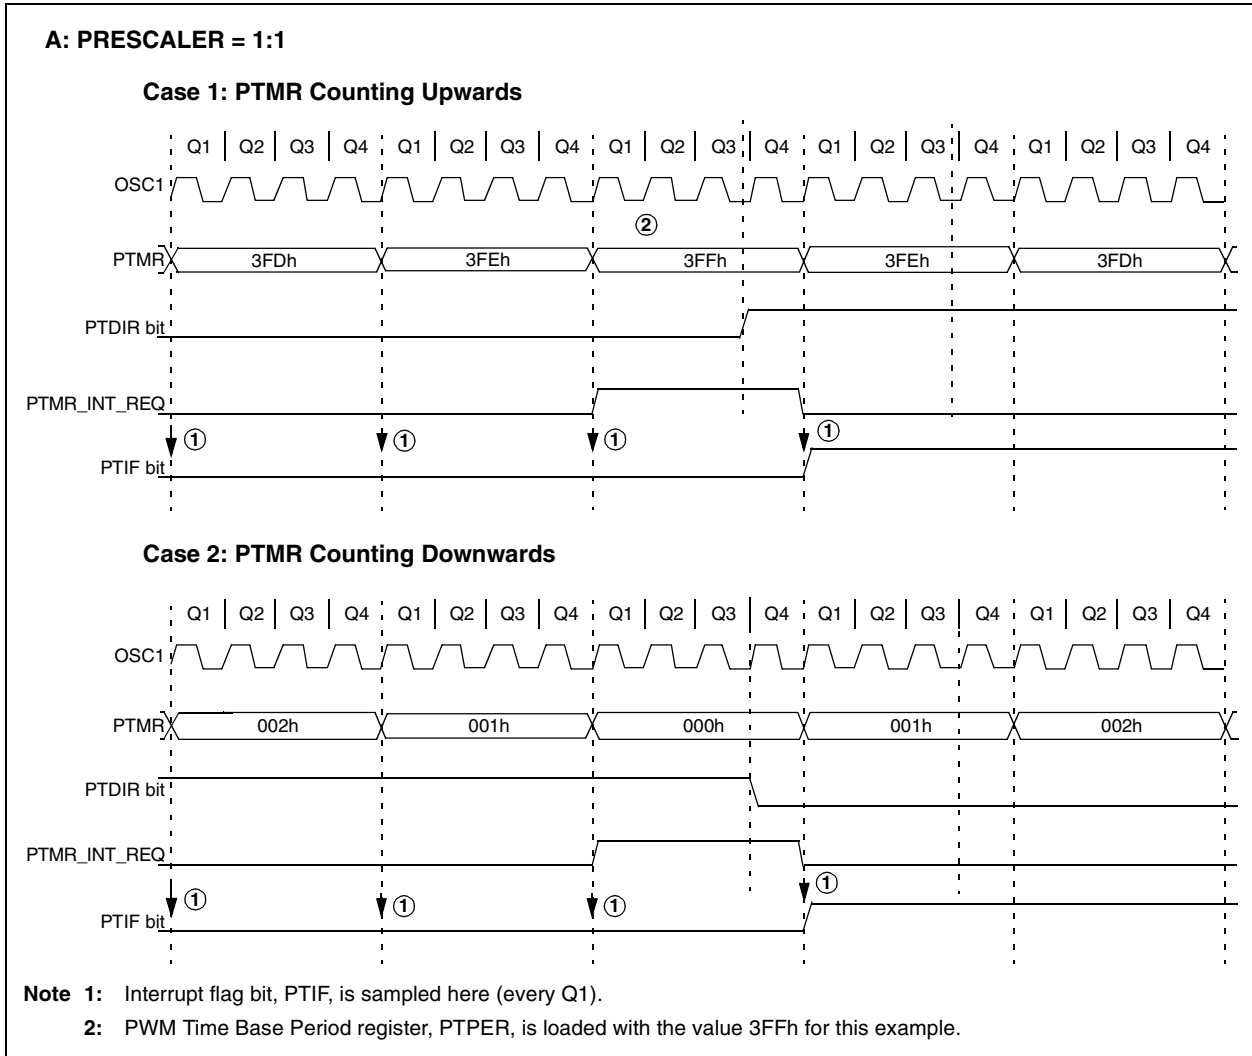 A: PRESCALER = 1:1
Case 1: PTMR Counting Upwards
Q1 Q2 Q3 Q4 Q1 Q2 Q3 Q4 Q1 Q2 Q3 Q4 Q1 Q2 Q3 Q4 Q1 Q2 Q3 Q4
OSC1
2
PTMR 3FDh 3FEh 3FFh 3FEh 3FDh
PTDIR bit
PTMR_INT_REQ
1 1 1 1
PTIF bit
Case 2: PTMR Counting Downwards
Q1 Q2 Q3 Q4 Q1 Q2 Q3 Q4 Q1 Q2 Q3 Q4 Q1 Q2 Q3 Q4 Q1 Q2 Q3 Q4
OSC1
PTMR 002h 001h 000h 001h 002h
PTDIR bit
PTMR_INT_REQ
1 1 1 1
PTIF bit
Note 1: Interrupt flag bit, PTIF, is sampled here (every Q1).
2: PWM Time Base Period register, PTPER, is loaded with the value 3FFh for this example.